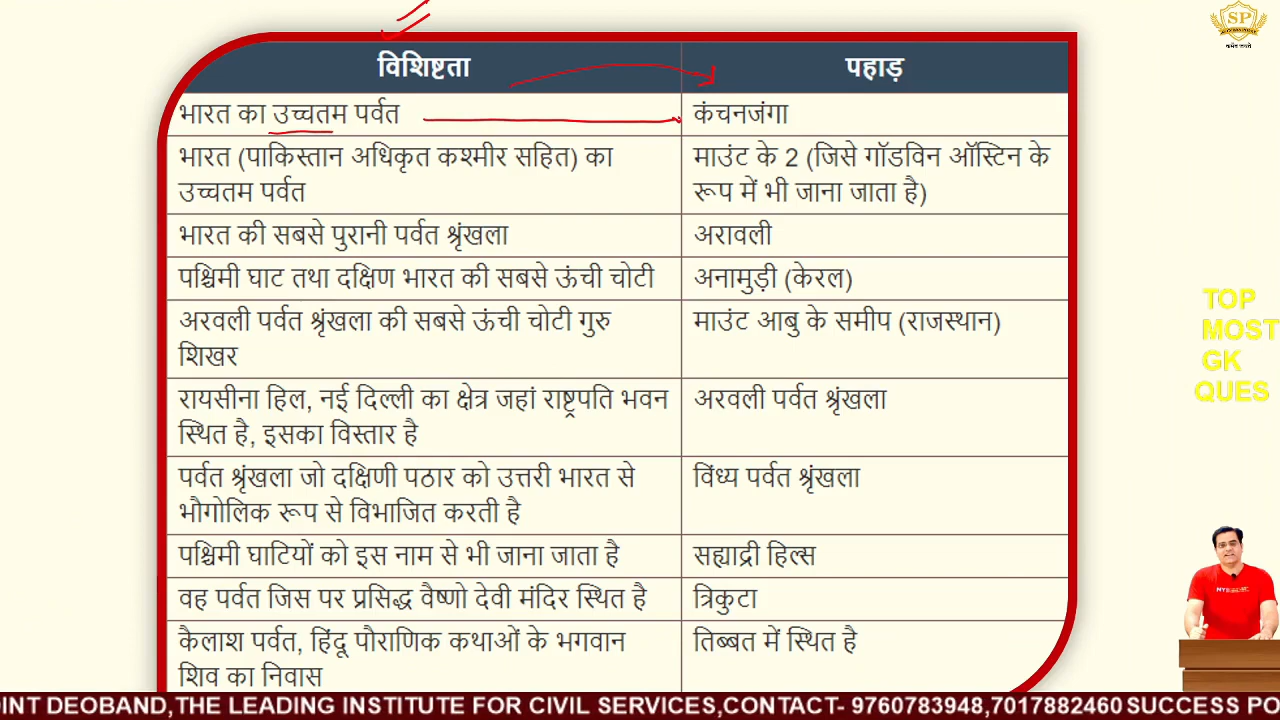 SP
कर्मेव जयते
विशिष्टता
पहाड़
भारत का उच्चतम पर्वत
कंचनजंगा
भारत (पाकिस्तान अधिकृत कश्मीर सहित) का
उच्चतम पर्वत
माउंट के 2 (जिसे गॉडविन ऑस्टिन के
रूप में भी जाना जाता है)
भारत की सबसे पुरानी पर्वत श्रृंखला
अरावली
पश्चिमी घाट तथा दक्षिण भारत की सबसे ऊंची चोटी
अनामुड़ी (केरल)
अरवली पर्वत श्रृंखला की सबसे ऊंची चोटी गुरु
शिखर
माउंट आबु के समीप (राजस्थान)
रायसीना हिल, नई दिल्ली का क्षेत्र जहां राष्ट्रपति भवन
स्थित है, इसका विस्तार है
अरवली पर्वत श्रृंखला
पर्वत श्रृंखला जो दक्षिणी पठार को उत्तरी भारत से
भौगोलिक रूप से विभाजित करती है
विंध्य पर्वत श्रृंखला
पश्चिमी घाटियों को इस नाम से भी जाना जाता है
सह्याद्री हिल्स
वह पर्वत जिस पर प्रसिद्ध वैष्णो देवी मंदिर स्थित है
त्रिकुटा
कैलाश पर्वत, हिंदू पौराणिक कथाओं के भगवान
शिव का निवास
तिब्बत में स्थित है
TOP
MOST
GK
QUES
OINT DEOBAND,THE LEADING INSTITUTE FOR CIVIL SERVICES,CONTACT- 9760783948,7017882460 SUCCESS PO